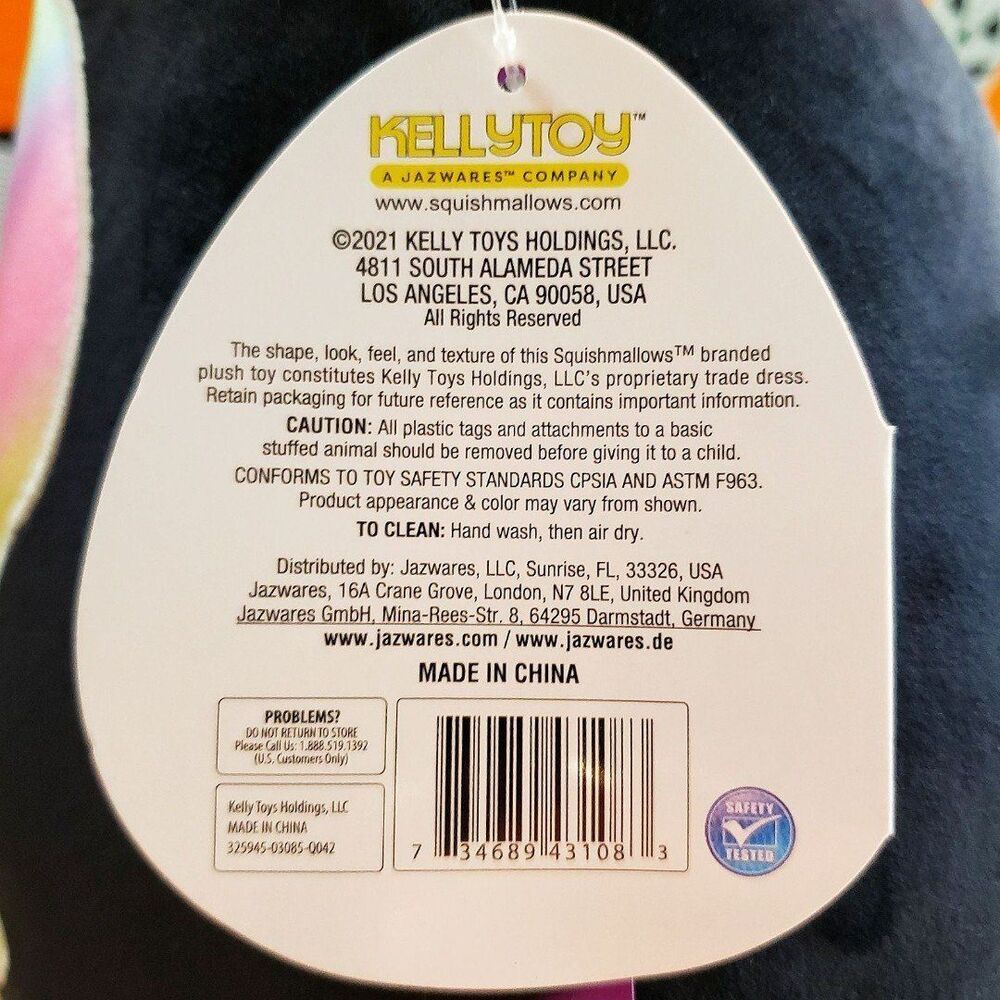 KELLYTOY™
A JAZWARES™ COMPANY
www.squishmallows.com
©2021 KELLY TOYS HOLDINGS, LLC.
4811 SOUTH ALAMEDA STREET
LOS ANGELES, CA 90058, USA
All Rights Reserved
The shape, look, feel, and texture of this Squishmallows™ branded
plush toy constitutes Kelly Toys Holdings, LLC's proprietary trade dress.
Retain packaging for future reference as it contains important information.
CAUTION: All plastic tags and attachments to a basic
stuffed animal should be removed before giving it to a child.
CONFORMS TO TOY SAFETY STANDARDS CPSIA AND ASTM F963.
Product appearance & color may vary from shown.
TO CLEAN: Hand wash, then air dry.
Distributed by: Jazwares, LLC, Sunrise, FL, 33326, USA
Jazwares, 16A Crane Grove, London, N7 8LE, United Kingdom
Jazwares GmbH, Mina-Rees-Str. 8, 64295 Darmstadt, Germany
www.jazwares.com / www.jazwares.de
MADE IN CHINA
PROBLEMS?
DO NOT RETURN TO STORE
Please Call Us: 1.888.519.1392
(U.S. Customers Only)
Kelly Toys Holdings, LLC
MADE IN CHINA
325945-03085-Q042
7 34689 43108 3
SAFETY
TESTED